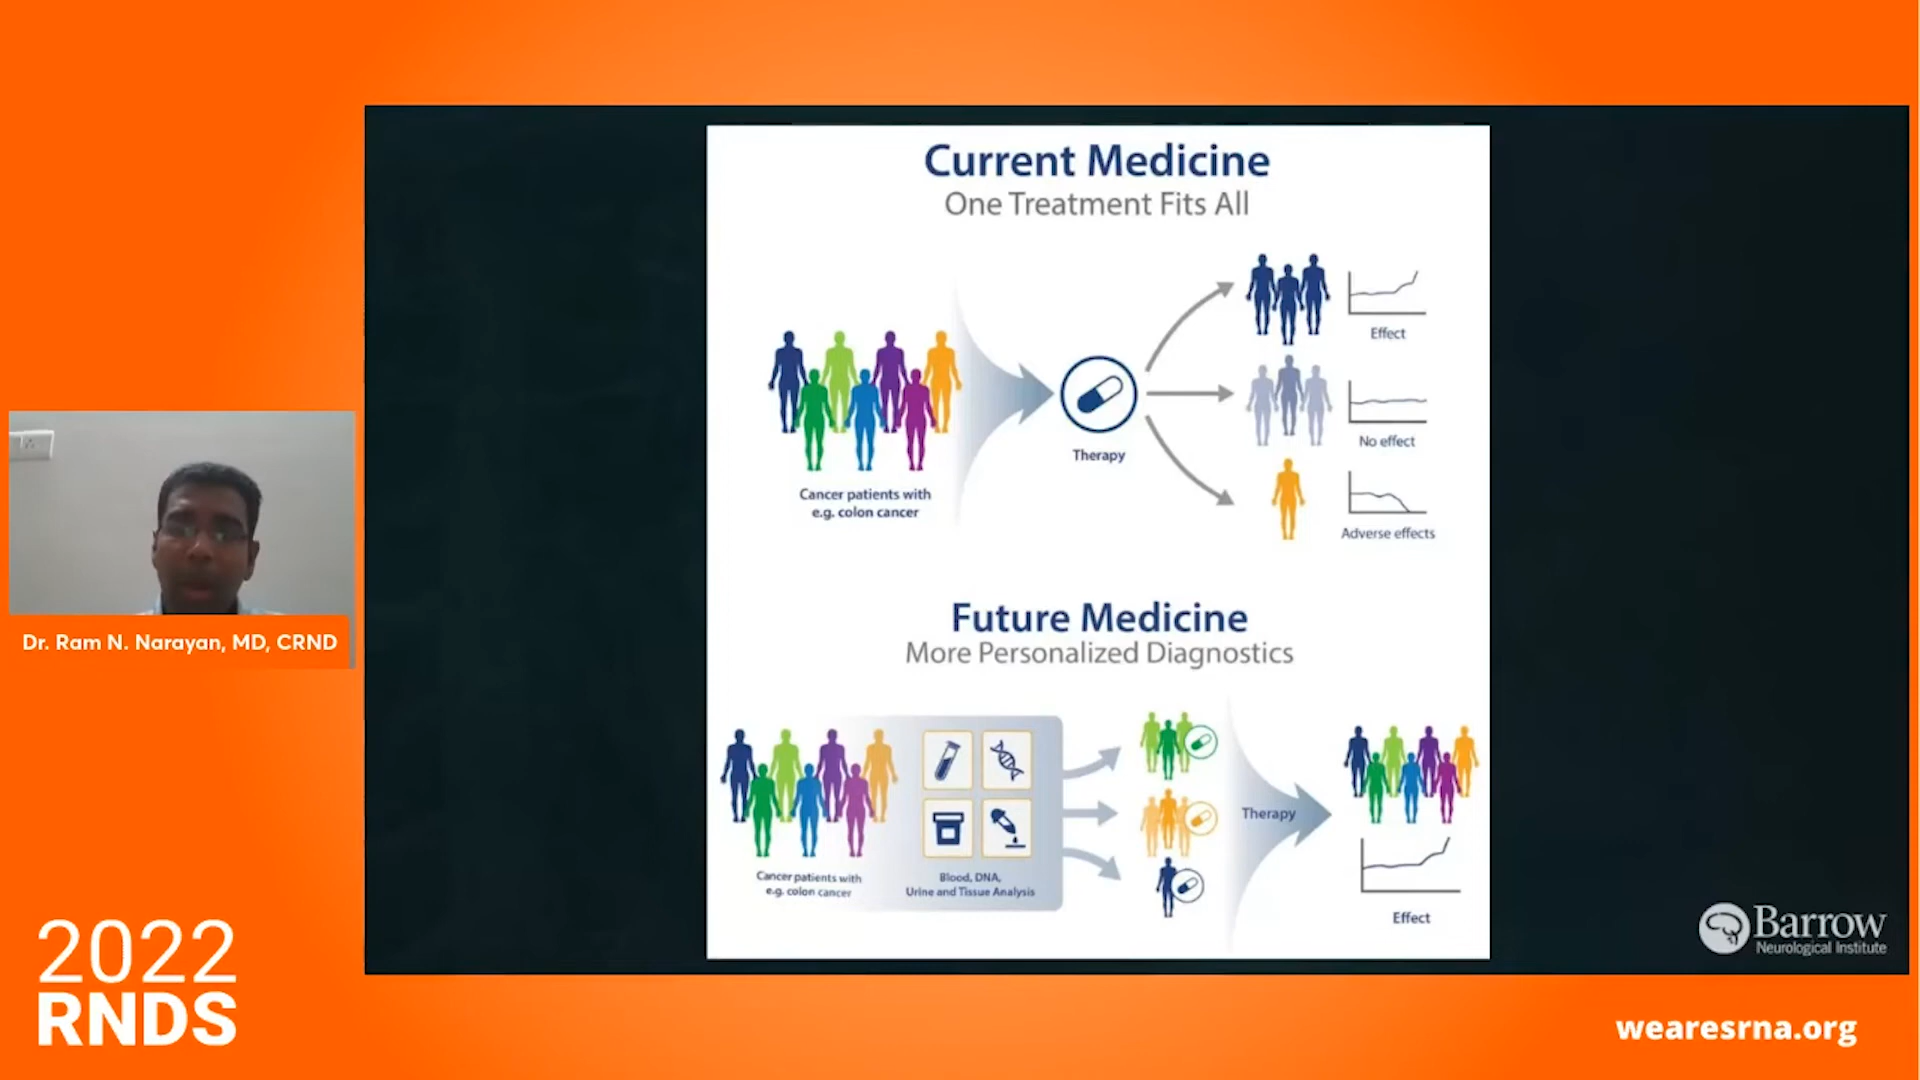 Current Medicine
One Treatment Fits All
Cancer patients with
e.g. colon cancer
Therapy
Effect
No effect
Adverse effects
Future Medicine
More Personalized Diagnostics
Cancer patients with
e.g. colon cancer
Blood, DNA,
Urine and Tissue Analysis
Therapy
Effect
Barrow
Neurological Institute
Dr. Ram N. Narayan, MD, CRND
2022
RNDS
wearesrna.org